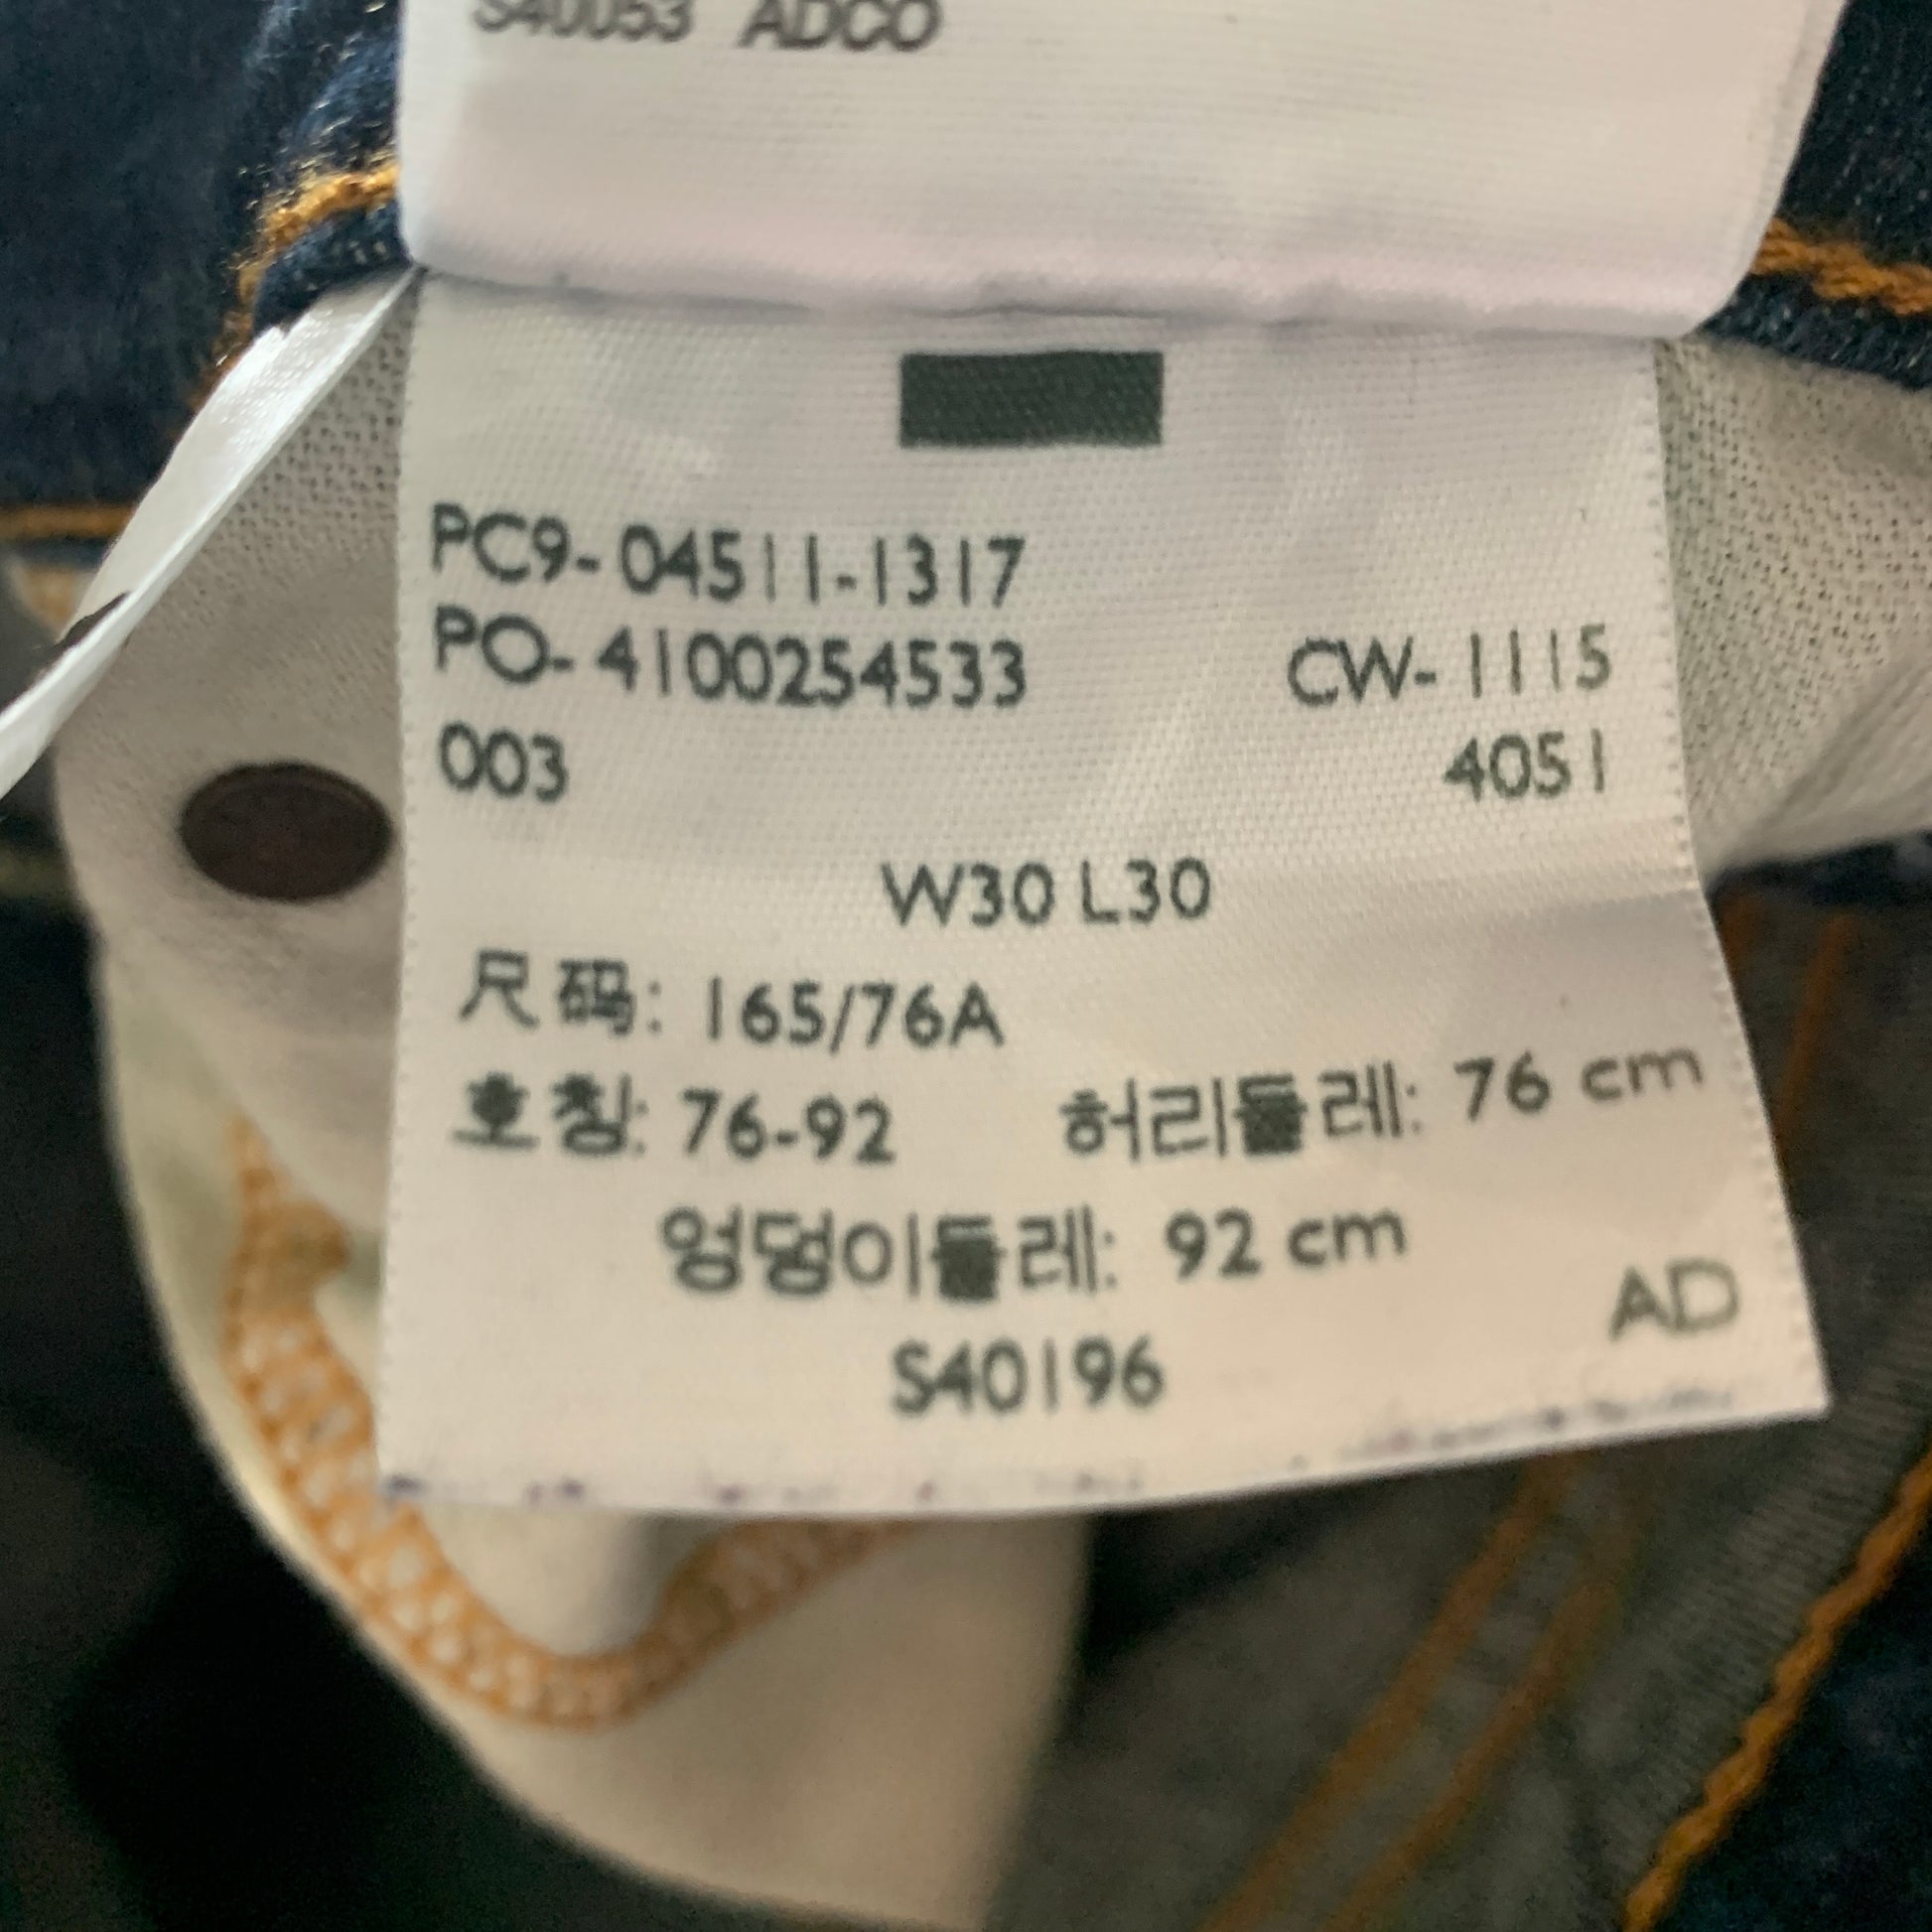 S40053 ADCO
PC9-04511-1317
PO-4100254533 CW-1115
003 4051
W30 L30
尺码: 165/76A
호칭: 76-92 허리둘레: 76 cm
엉덩이둘레: 92 cm
AD
S40196